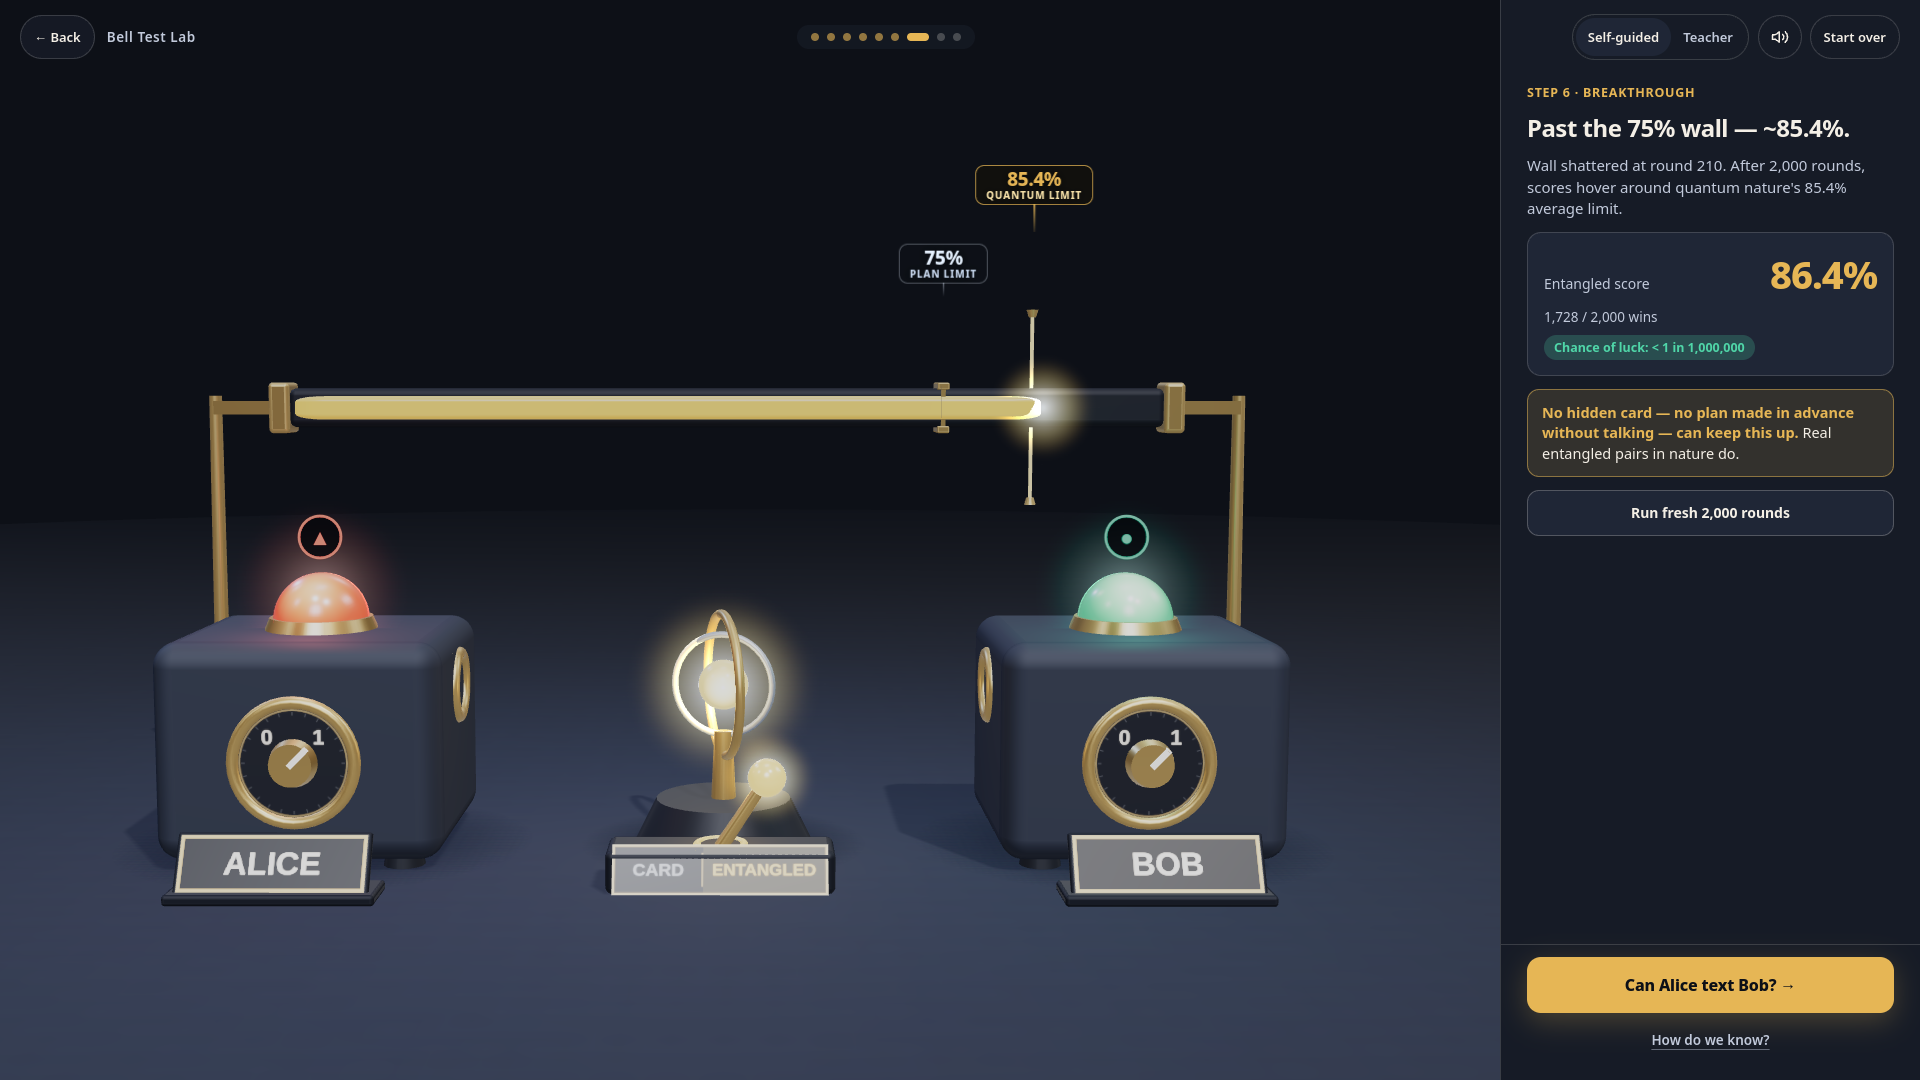 ← Back
Bell Test Lab
Self-guided
Teacher
Start over
STEP 6 · BREAKTHROUGH
Past the 75% wall — ~85.4%.
Wall shattered at round 210. After 2,000 rounds,
scores hover around quantum nature's 85.4%
average limit.
Entangled score
86.4%
1,728 / 2,000 wins
Chance of luck: < 1 in 1,000,000
No hidden card — no plan made in advance
without talking — can keep this up. Real
entangled pairs in nature do.
Run fresh 2,000 rounds
Can Alice text Bob? →
How do we know?
85.4%
QUANTUM LIMIT
75%
PLAN LIMIT
0 1
0 1
ALICE
CARD
ENTANGLED
BOB